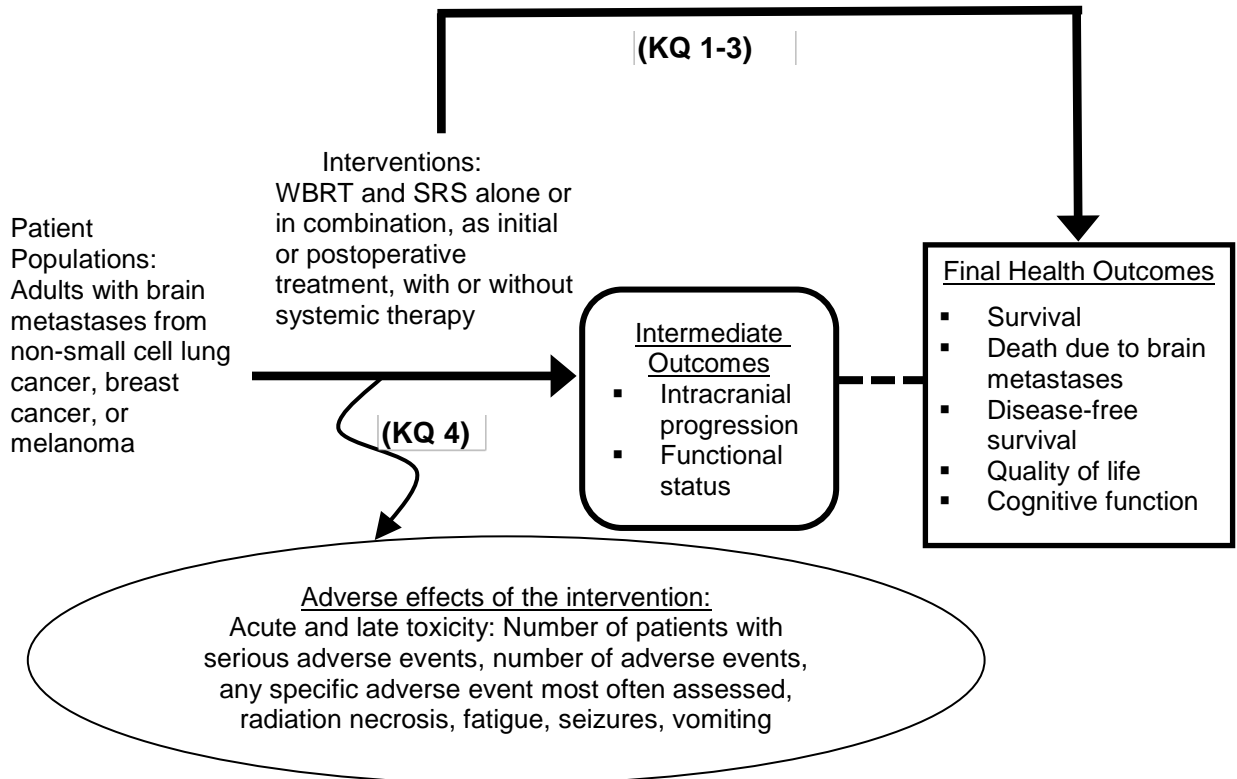 (KQ 1-3)
Interventions:
WBRT and SRS alone or
in combination, as initial
or postoperative
treatment, with or without
systemic therapy
Patient
Populations:
Adults with brain
metastases from
non-small cell lung
cancer, breast
cancer, or
melanoma
(KQ 4)
Intermediate
Outcomes
▪ Intracranial
progression
▪ Functional
status
Final Health Outcomes
▪ Survival
▪ Death due to brain
metastases
▪ Disease-free
survival
▪ Quality of life
▪ Cognitive function
Adverse effects of the intervention:
Acute and late toxicity: Number of patients with
serious adverse events, number of adverse events,
any specific adverse event most often assessed,
radiation necrosis, fatigue, seizures, vomiting